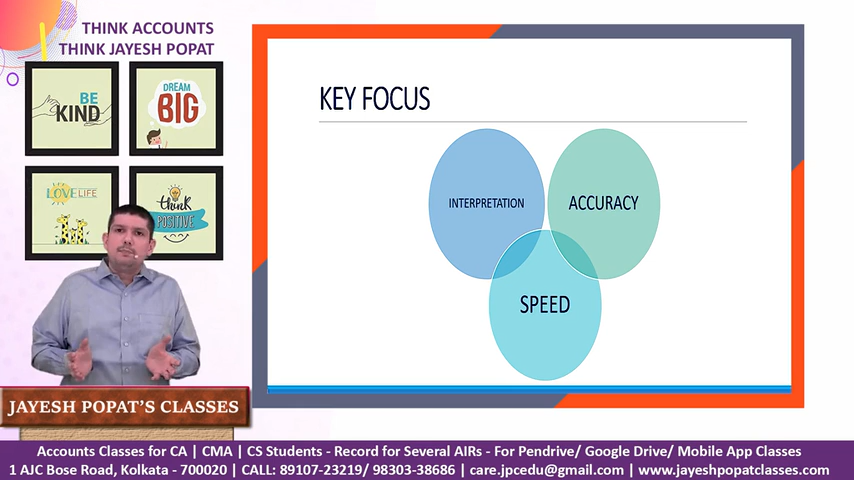 THINK ACCOUNTS
THINK JAYESH POPAT
BE
KIND
DREAM
BIG
LOVE LIFE
think
POSITIVE
KEY FOCUS
INTERPRETATION
ACCURACY
SPEED
JAYESH POPAT'S CLASSES
Accounts Classes for CA | CMA | CS Students - Record for Several AIRs - For Pendrive/ Google Drive/ Mobile App Classes
1 AJC Bose Road, Kolkata - 700020 | CALL: 89107-23219/ 98303-38686 | care.jpcedu@gmail.com | www.jayeshpopatclasses.com